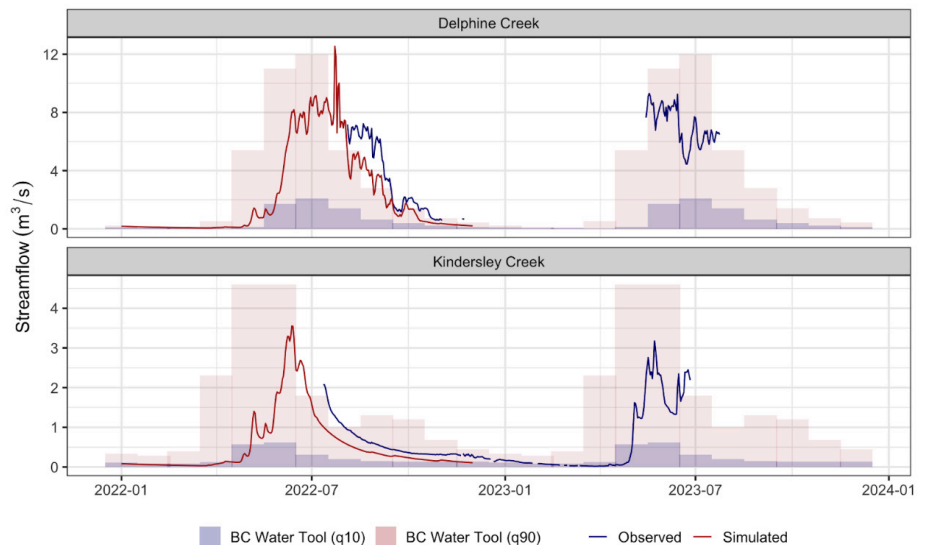 Delphine Creek
12
8
4
0
Kindersley Creek
4
3
2
1
0
Streamflow (m³/s)
2022-01 2022-07 2023-01 2023-07 2024-01
BC Water Tool (q10) BC Water Tool (q90) Observed Simulated